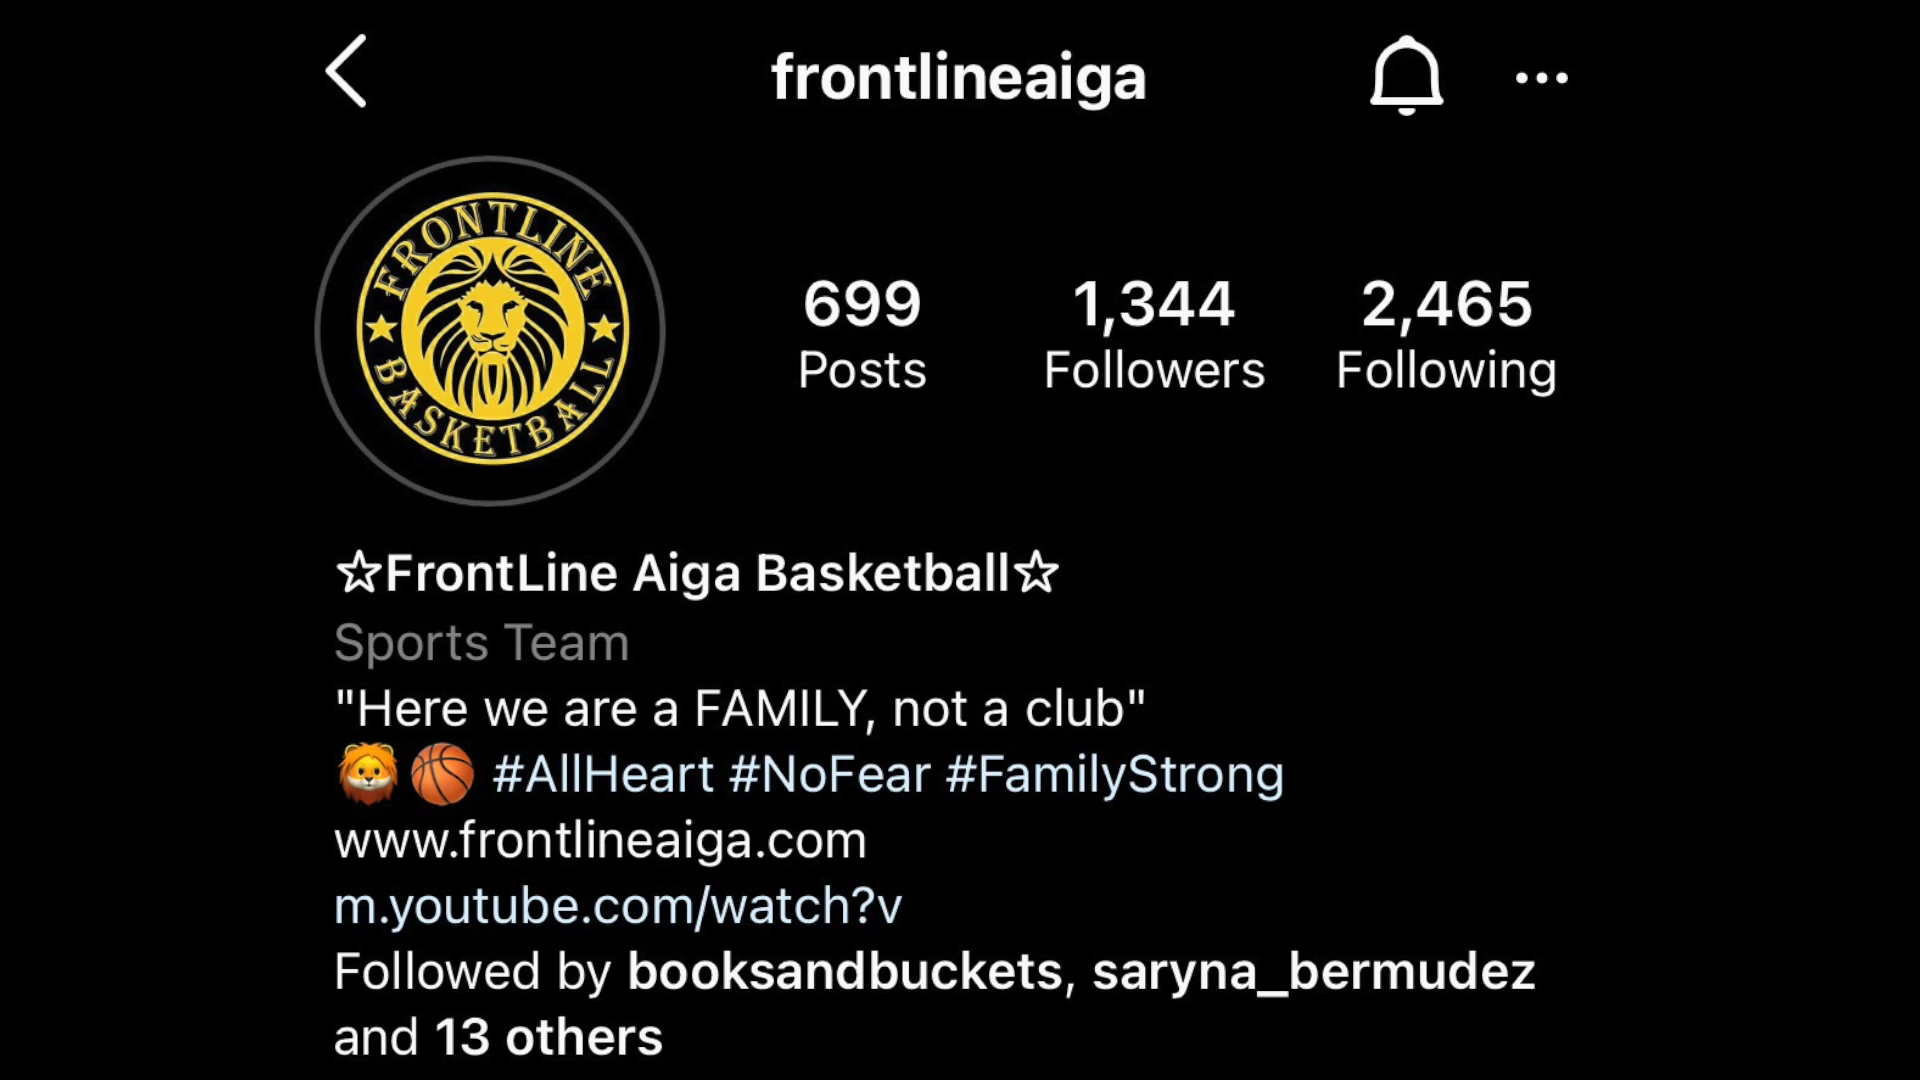 frontlineaiga
FRONTLINE
BASKETBALL
699
Posts
1,344
Followers
2,465
Following
☆FrontLine Aiga Basketball☆
Sports Team
"Here we are a FAMILY, not a club"
🦁🏀 #AllHeart #NoFear #FamilyStrong
www.frontlineaiga.com
m.youtube.com/watch?v
Followed by booksandbuckets, saryna_bermudez
and 13 others